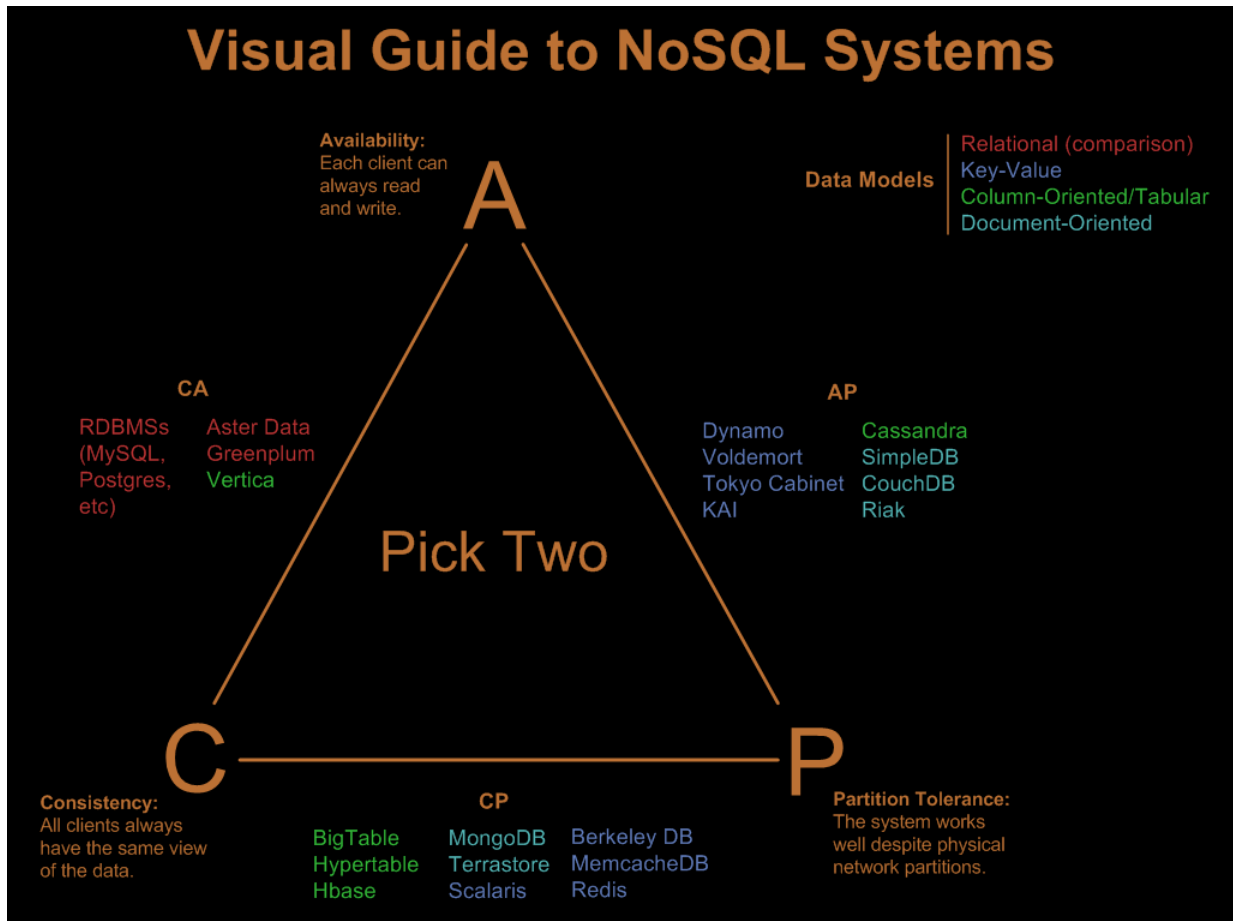 Visual Guide to NoSQL Systems
Availability:
Each client can
always read
and write.
A
Data Models
Relational (comparison)
Key-Value
Column-Oriented/Tabular
Document-Oriented
CA
RDBMSs
(MySQL,
Postgres,
etc)
Aster Data
Greenplum
Vertica
AP
Dynamo
Voldemort
Tokyo Cabinet
KAI
Cassandra
SimpleDB
CouchDB
Riak
Pick Two
C
P
Consistency:
All clients always
have the same view
of the data.
CP
BigTable
Hypertable
Hbase
MongoDB
Terrastore
Scalaris
Berkeley DB
MemcacheDB
Redis
Partition Tolerance:
The system works
well despite physical
network partitions.